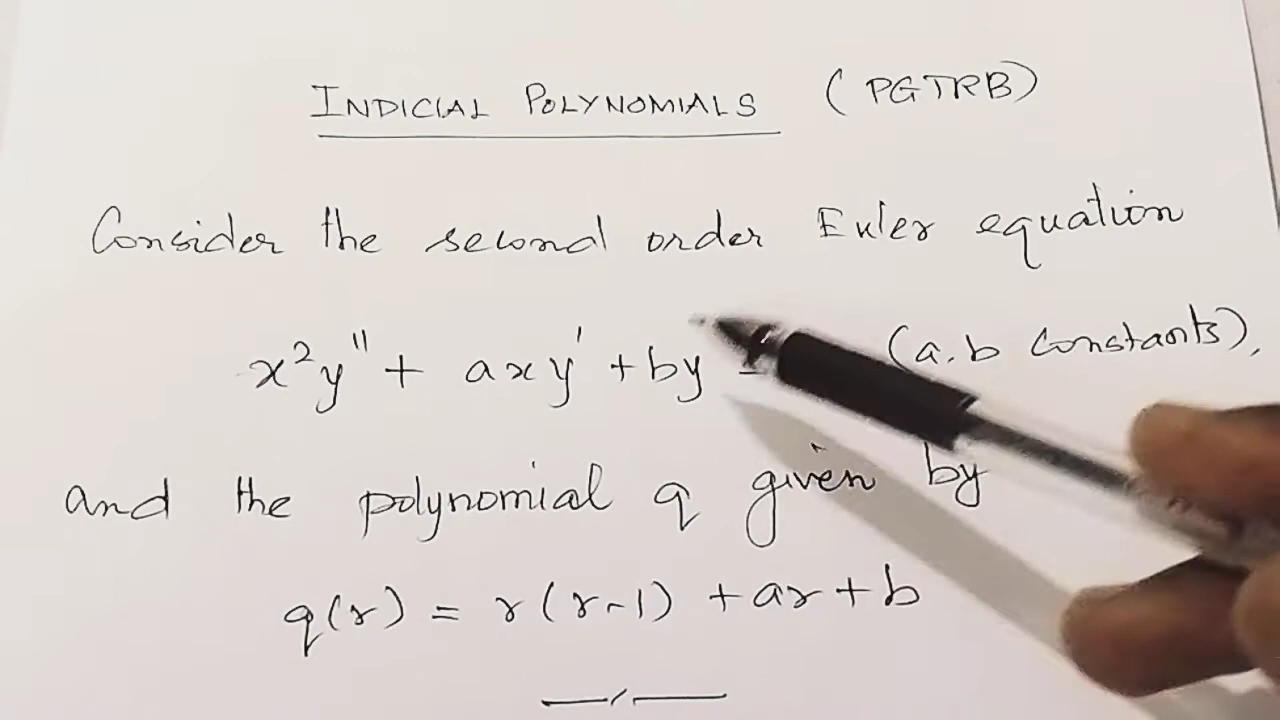 INDICIAL POLYNOMIALS (PGTRB)
Consider the second order Euler equation
x²y" + axy' + by = (a.b constants),
and the polynomial q given by
q(r) = r(r-1) + ar + b